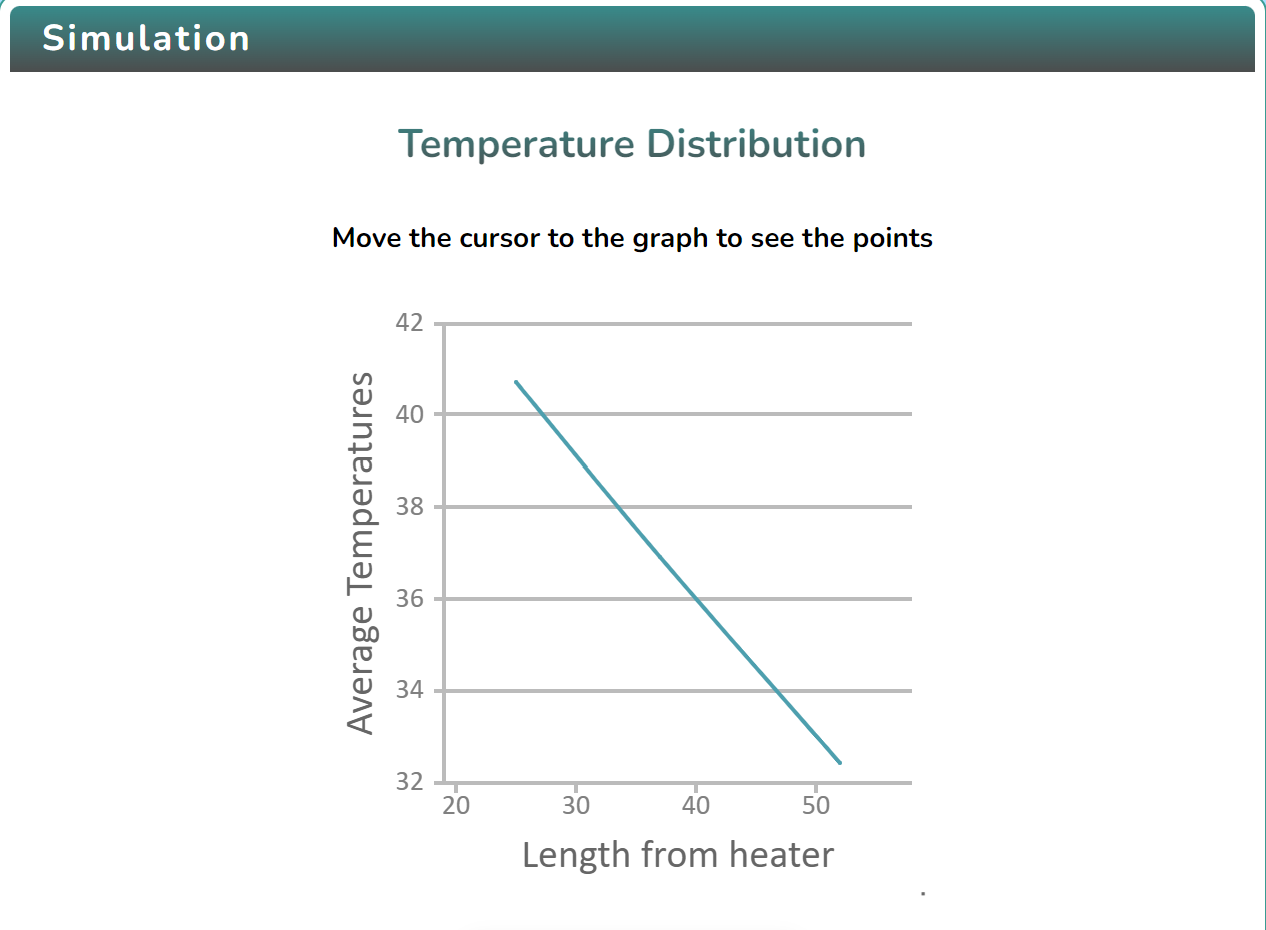 Simulation
Temperature Distribution
Move the cursor to the graph to see the points
42
40
38
36
34
32
Average Temperatures
20 30 40 50
Length from heater
.